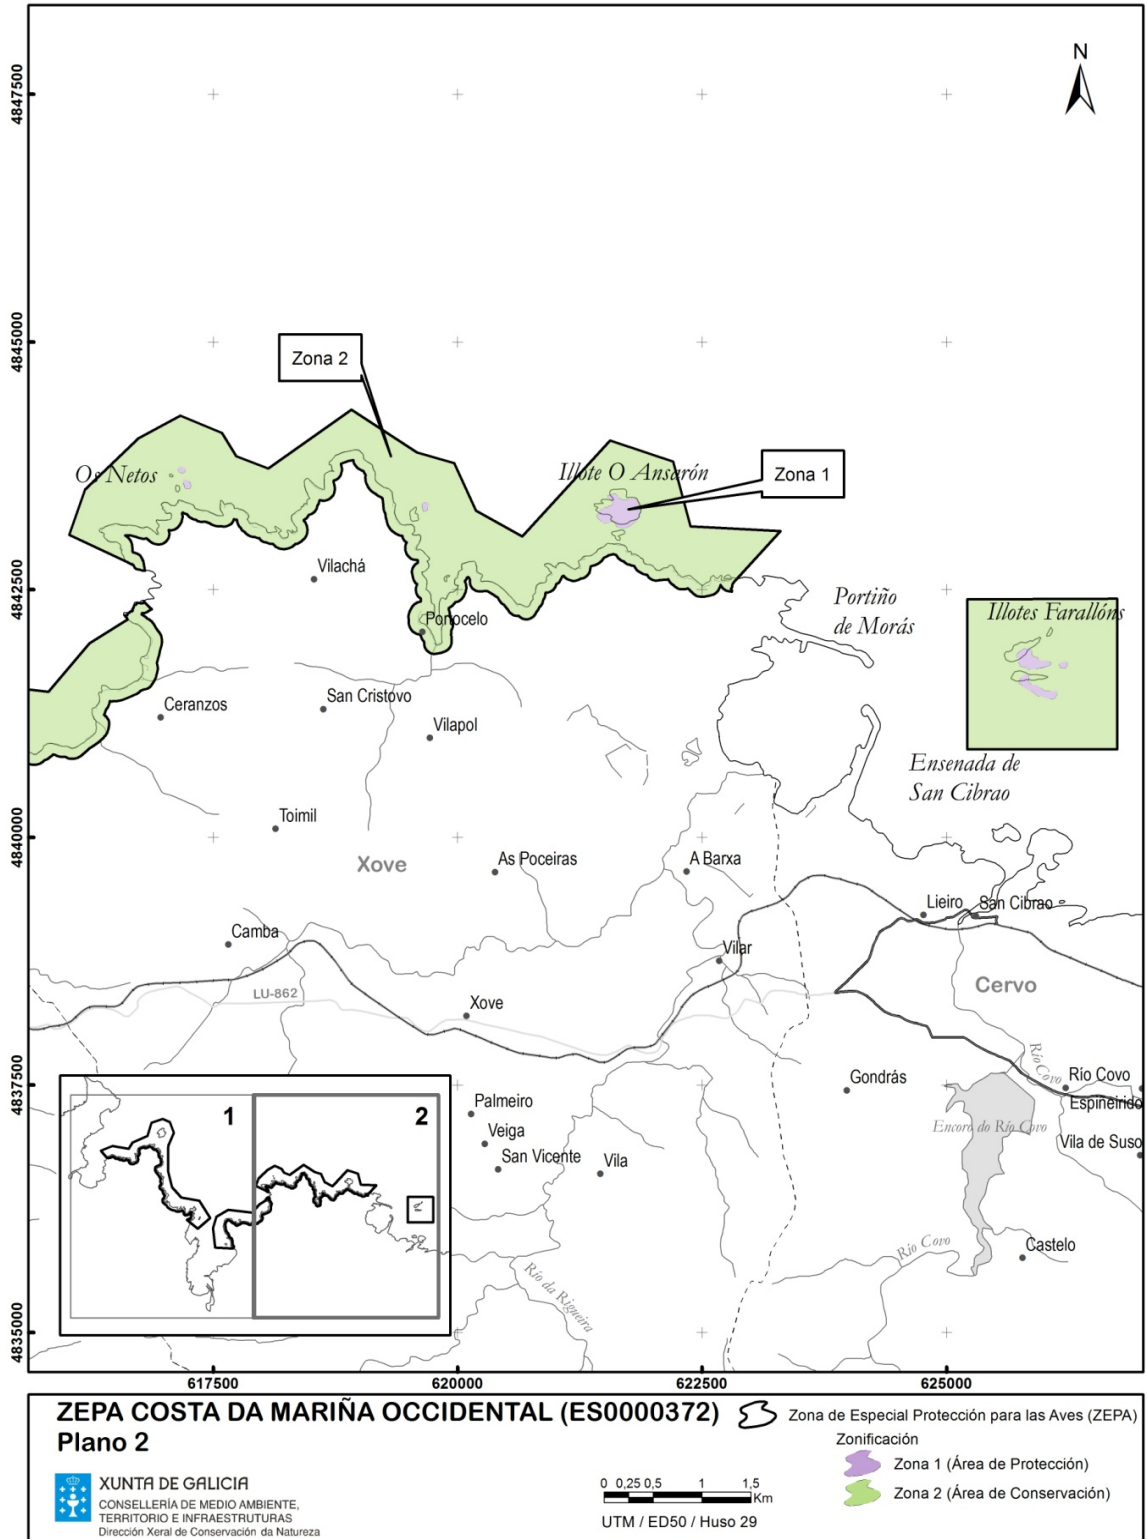 N
4847500
4845000
4842500
4840000
4837500
4835000
Zona 2
Zona 1
Os Netos
Illote O Ansarón
Vilachá
Portiño
de Morás
Illotes Farallóns
Portocelo
Ceranzos
San Cristovo
Vilapol
Ensenada de
San Cibrao
Toimil
Xove
As Poceiras
A Barxa
Lieiro
San Cibrao
Camba
Vilar
LU-862
Xove
Cervo
Río Covo
Gondrás
Río Covo
Espiñeirido
Encoro do Río Covo
Vila de Suso
Palmeiro
Veiga
San Vicente
Vila
1
2
Río Covo
Castelo
Río da Rigueira
617500
620000
622500
625000
ZEPA COSTA DA MARIÑA OCCIDENTAL (ES0000372)
Plano 2
Zona de Especial Protección para las Aves (ZEPA)
Zonificación
Zona 1 (Área de Protección)
Zona 2 (Área de Conservación)
XUNTA DE GALICIA
CONSELLERÍA DE MEDIO AMBIENTE,
TERRITORIO E INFRAESTRUTURAS
Dirección Xeral de Conservación da Natureza
0 0,25 0,5 1 1,5
Km
UTM / ED50 / Huso 29